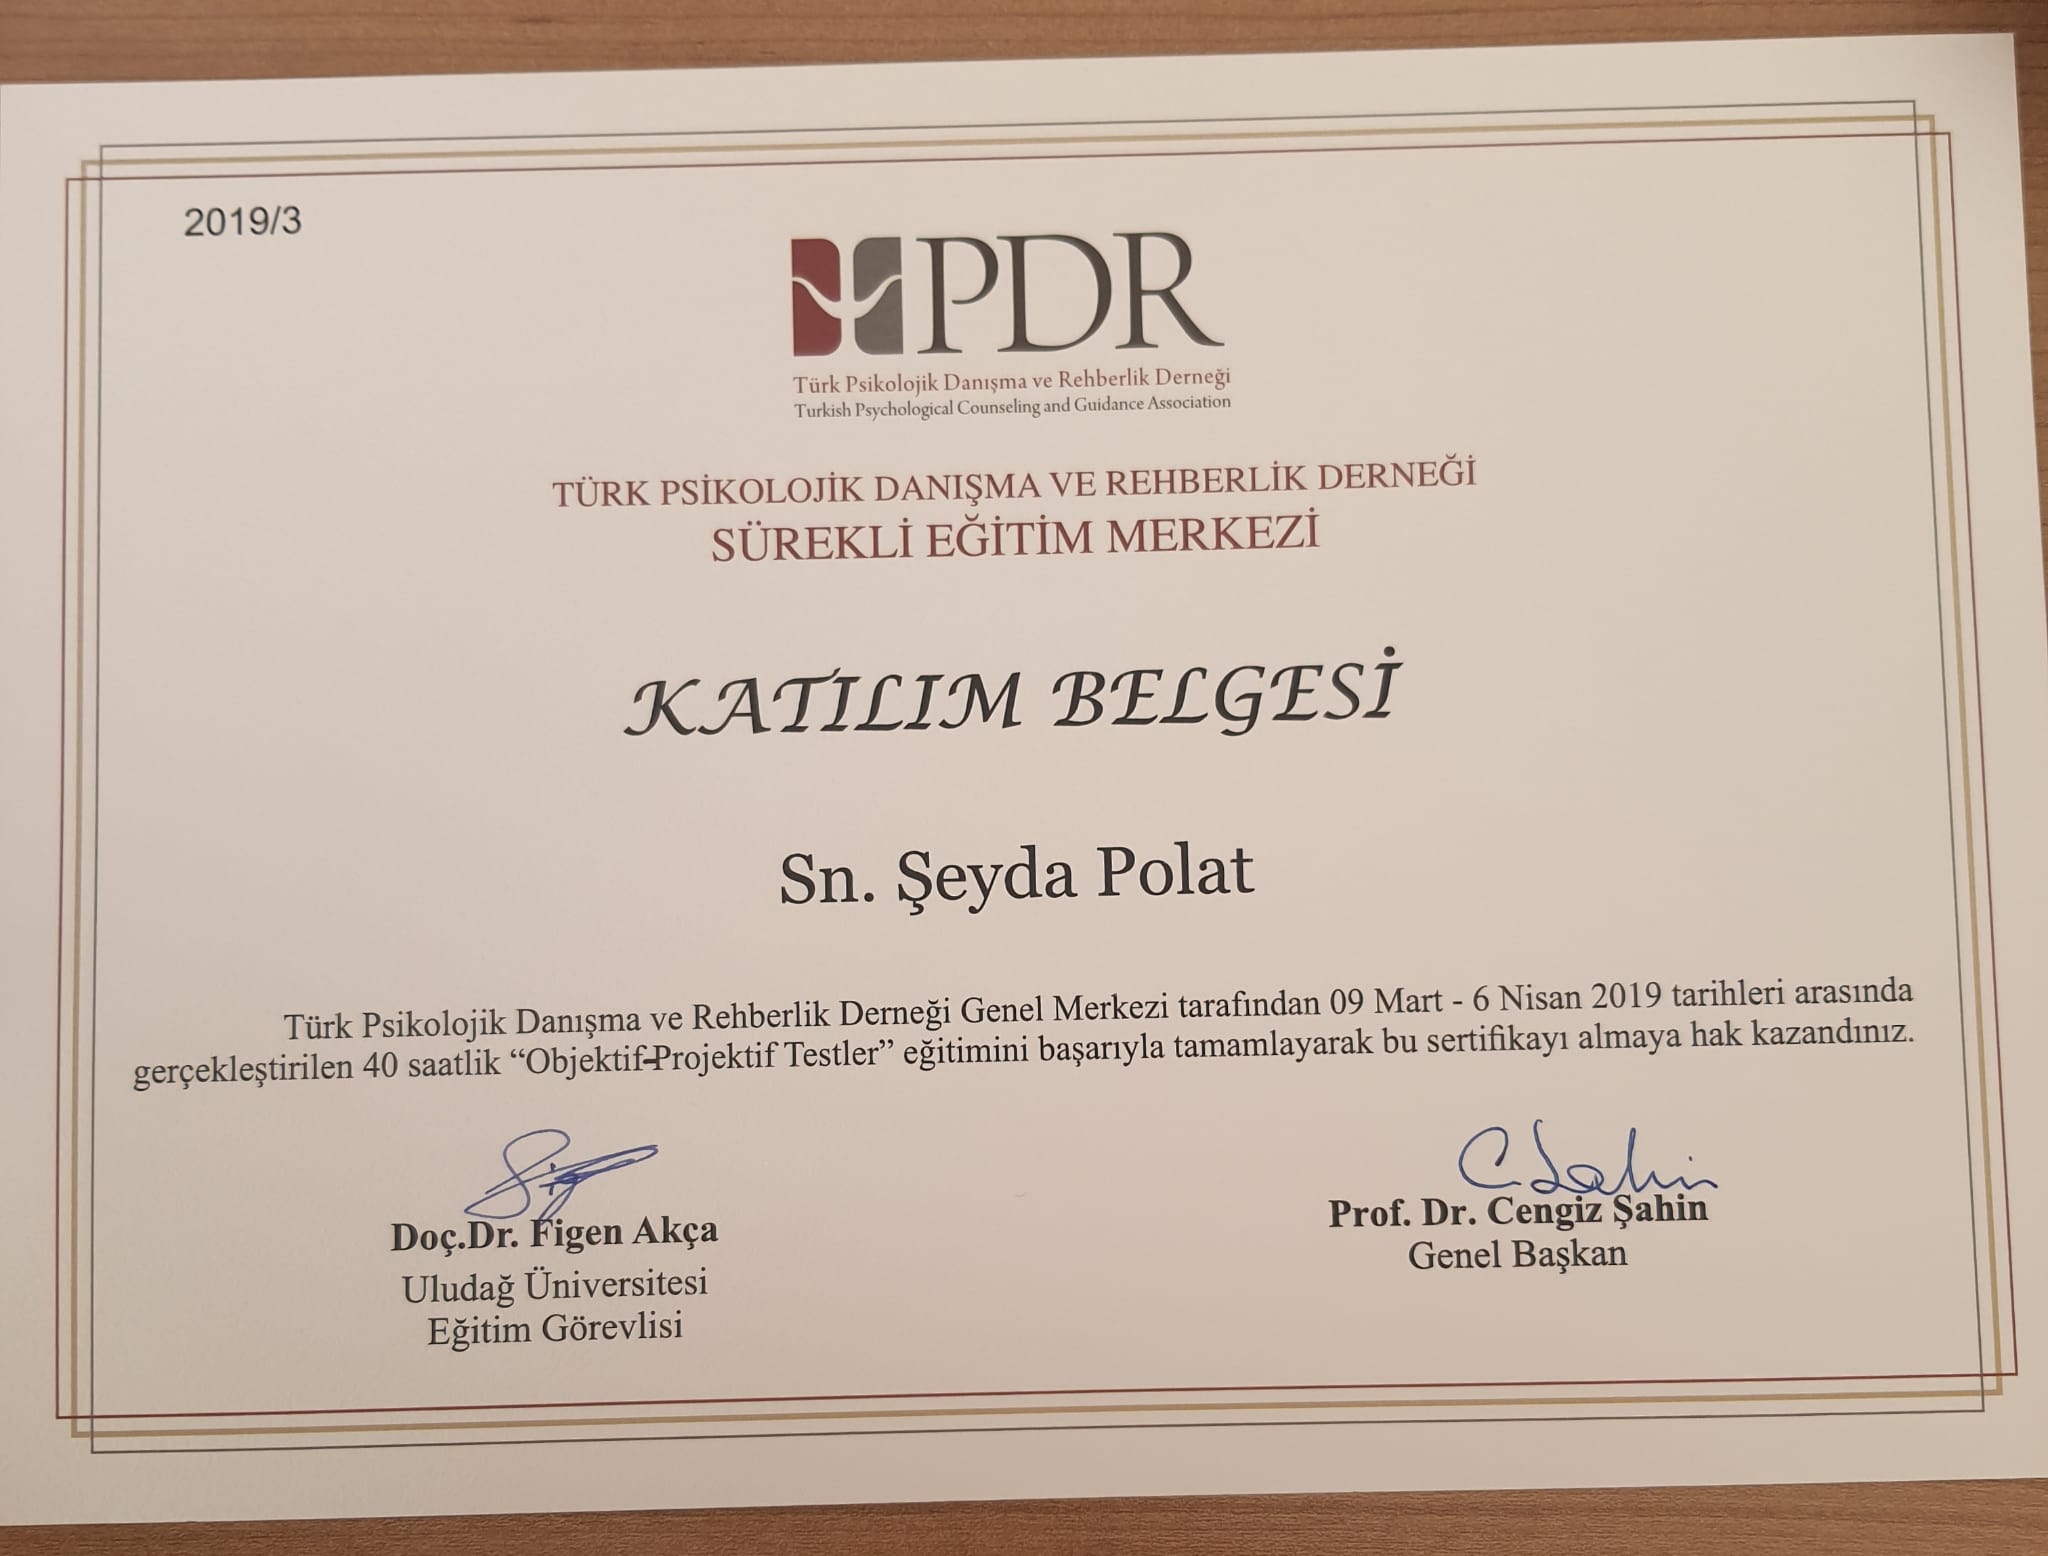 2019/3
PDR
Türk Psikolojik Danışma ve Rehberlik Derneği
Turkish Psychological Counseling and Guidance Association
TÜRK PSİKOLOJİK DANIŞMA VE REHBERLİK DERNEĞİ
SÜREKLİ EĞİTİM MERKEZİ
KATILIM BELGESİ
Sn. Şeyda Polat
Türk Psikolojik Danışma ve Rehberlik Derneği Genel Merkezi tarafından 09 Mart - 6 Nisan 2019 tarihleri arasında
gerçekleştirilen 40 saatlik “Objektif-Projektif Testler” eğitimini başarıyla tamamlayarak bu sertifikayı almaya hak kazandınız.
Doç.Dr. Figen Akça
Uludağ Üniversitesi
Eğitim Görevlisi
C. Şahin
Prof. Dr. Cengiz Şahin
Genel Başkan